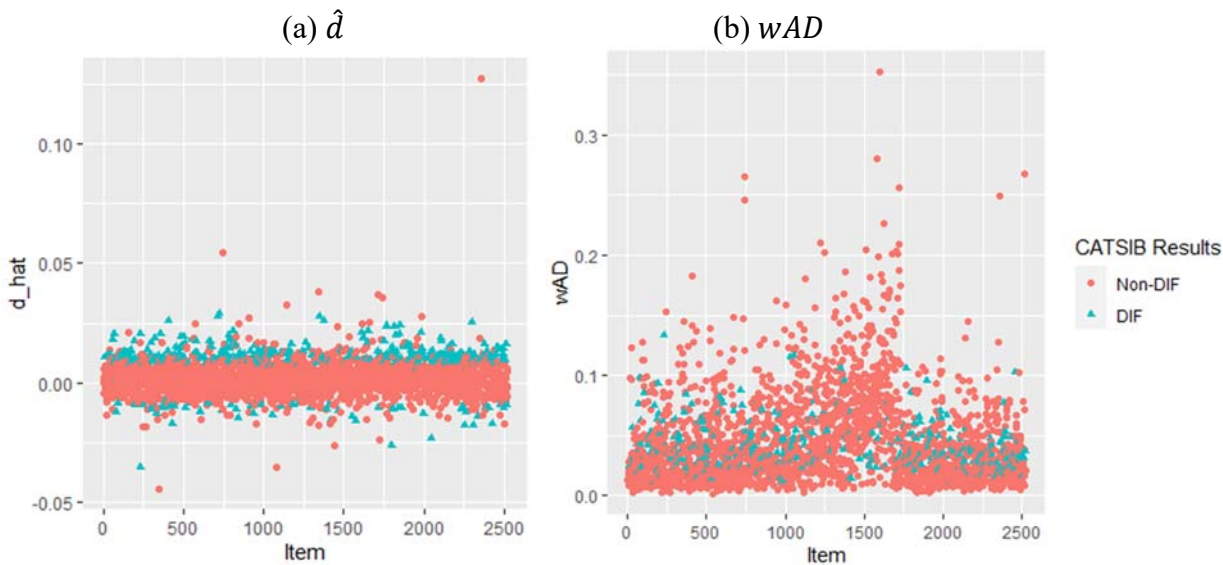 (a) d̂
0.10
0.05
0.00
-0.05
d_hat
0 500 1000 1500 2000 2500
Item
(b) wAD
0.3
0.2
0.1
0.0
wAD
0 500 1000 1500 2000 2500
Item
CATSIB Results
Non-DIF
DIF